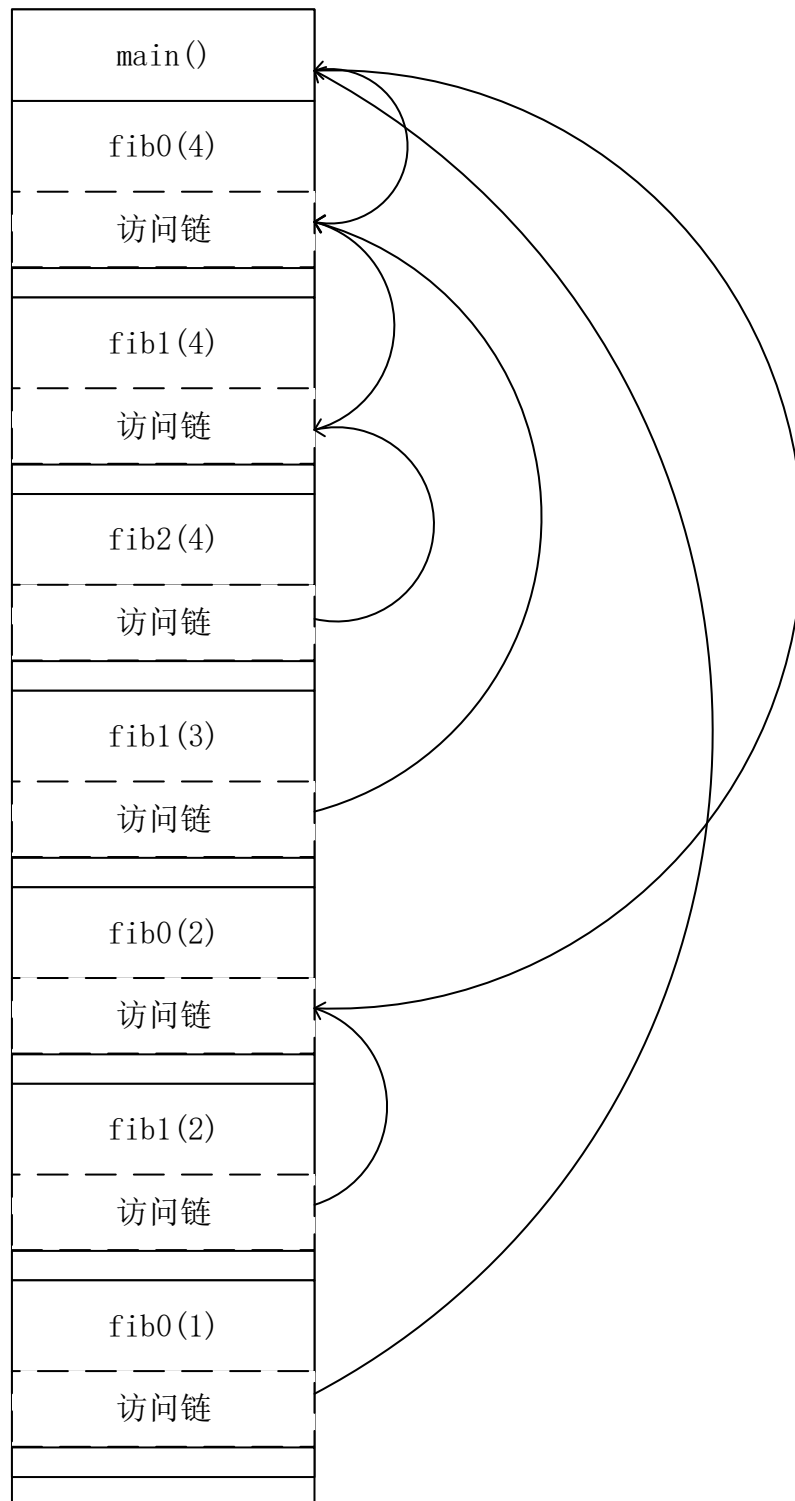 main()
fib0(4)
访问链
fib1(4)
访问链
fib2(4)
访问链
fib1(3)
访问链
fib0(2)
访问链
fib1(2)
访问链
fib0(1)
访问链